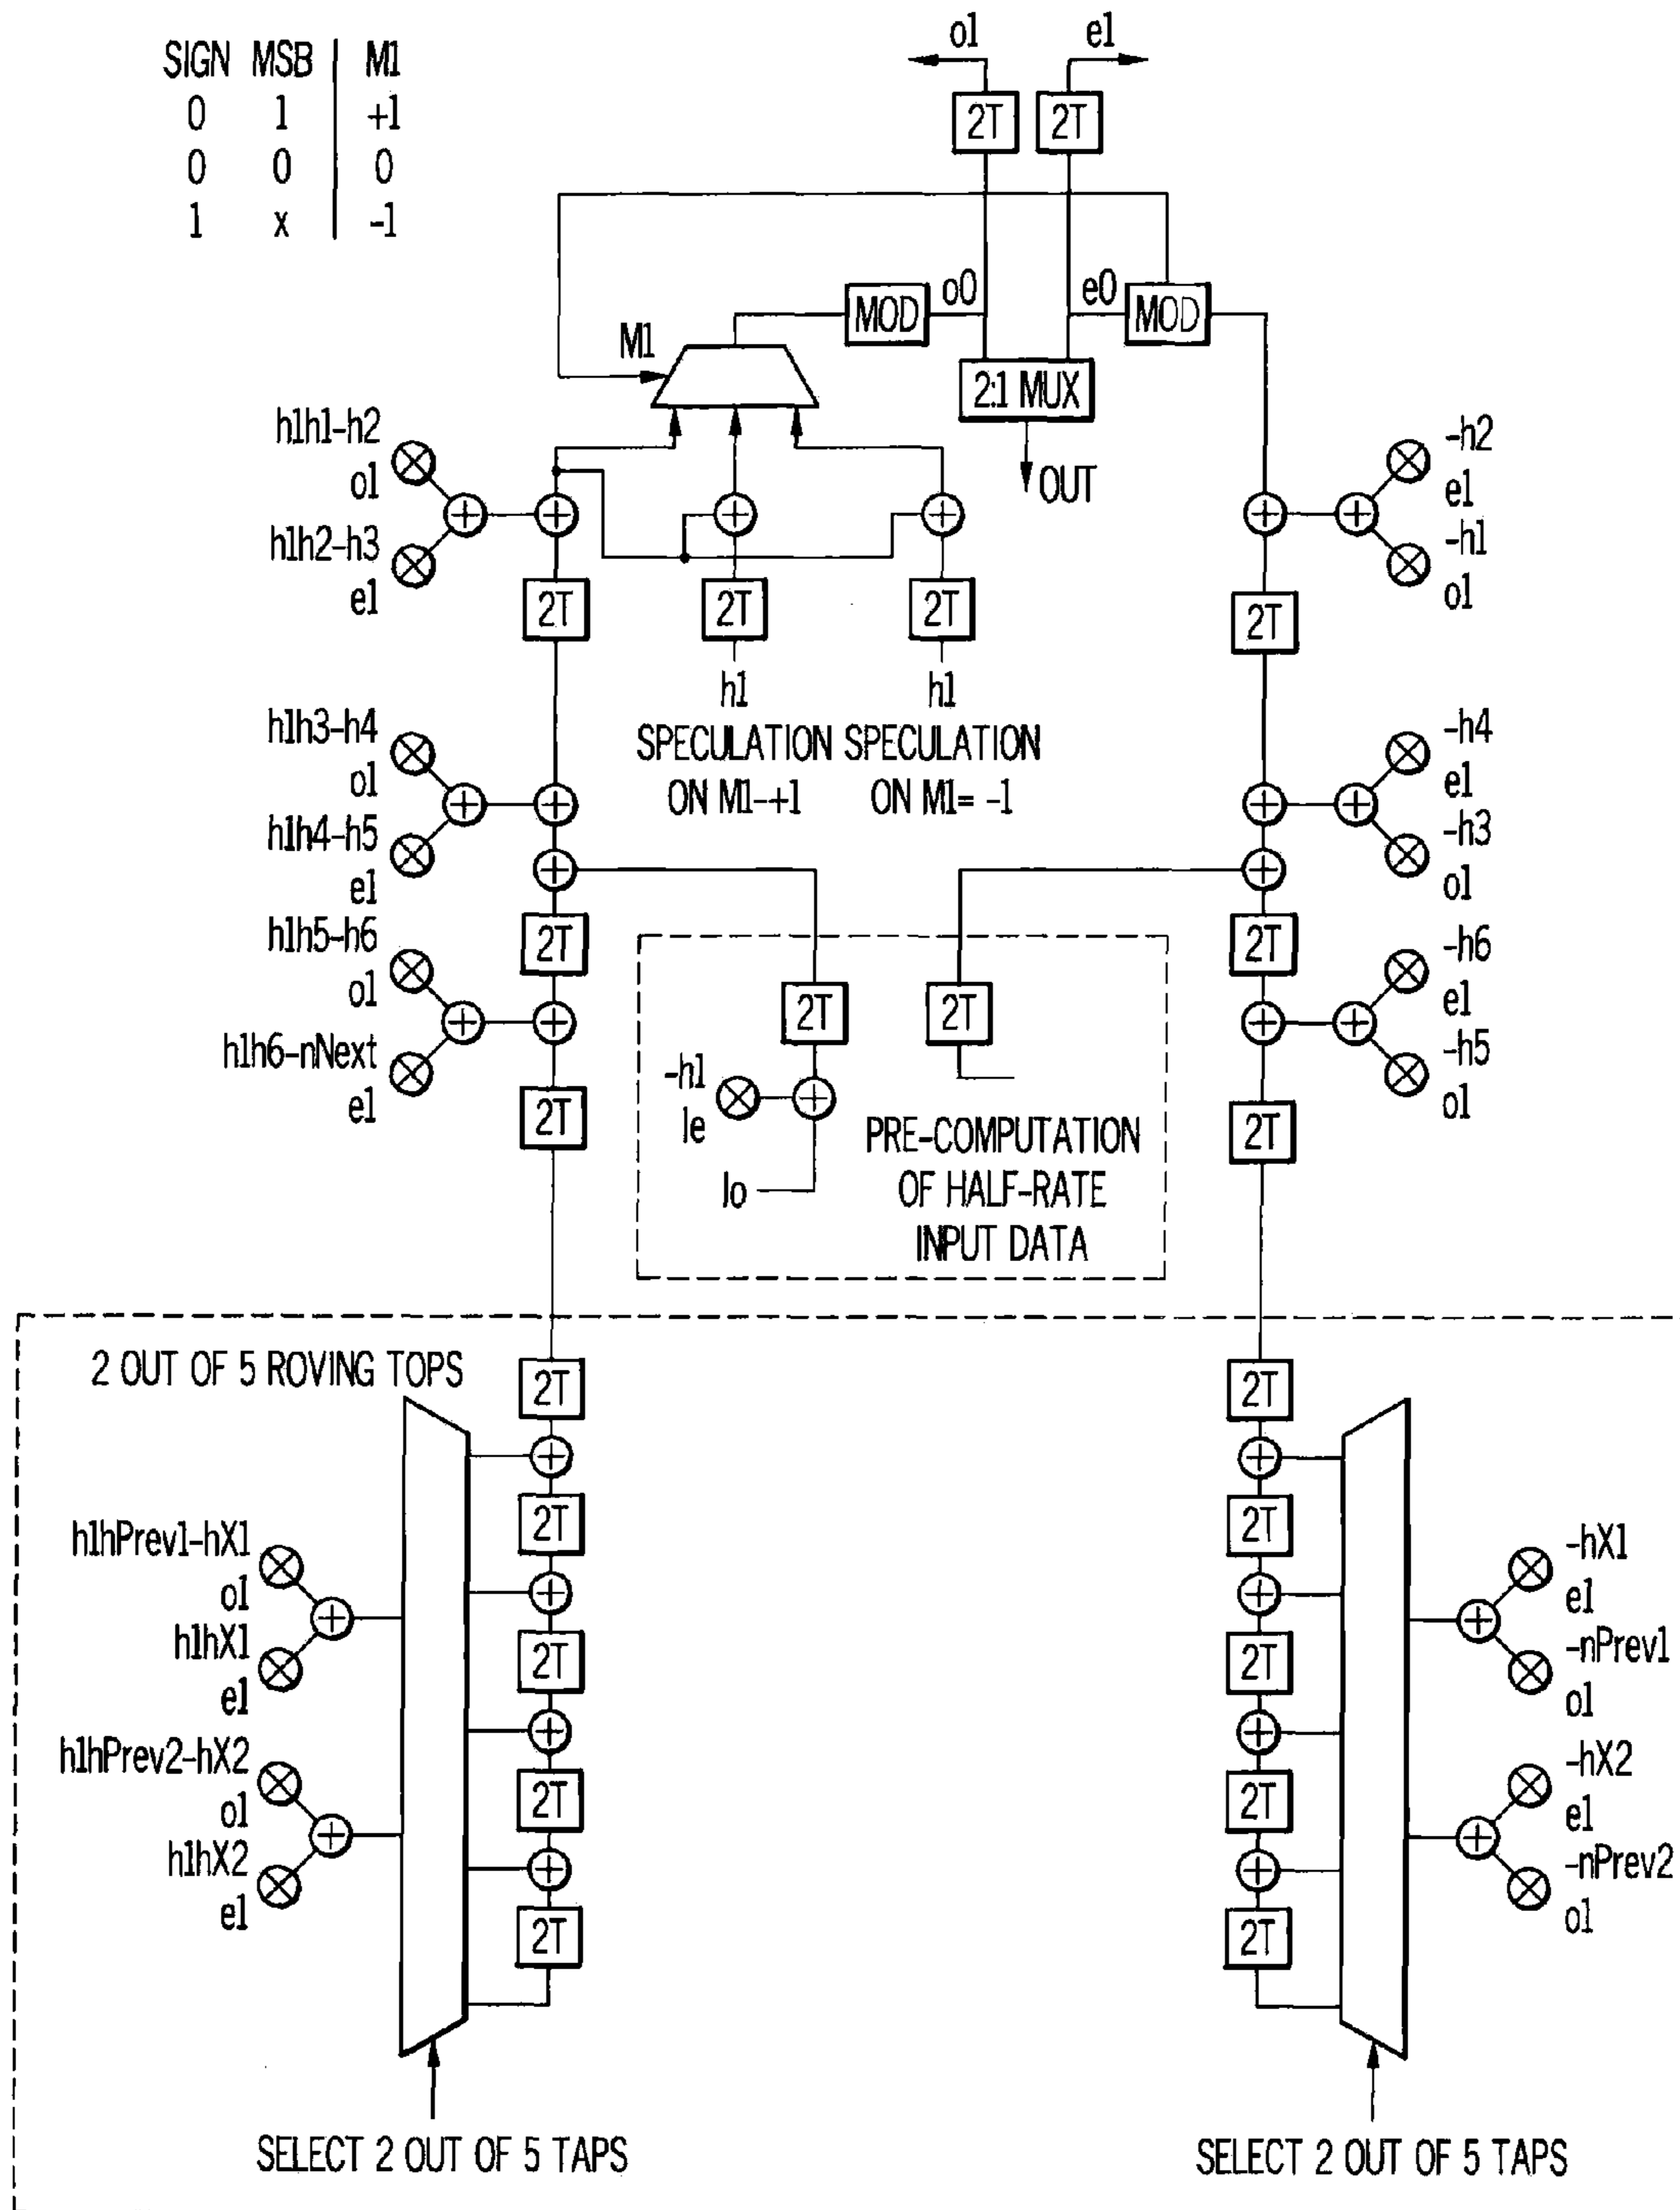 SIGN MSB M1
0 1 +1
0 0 0
1 x -1
o1
e1
2T
2T
MOD
o0
e0
MOD
M1
2:1 MUX
OUT
h1h1-h2
o1
h1h2-h3
e1
-h2
e1
-h1
o1
2T
2T
2T
2T
h1
h1
SPECULATION
ON M1-+1
SPECULATION
ON M1= -1
h1h3-h4
o1
h1h4-h5
e1
-h4
e1
-h3
o1
2T
2T
h1h5-h6
o1
h1h6-nNext
e1
-h6
e1
-h5
o1
2T
2T
2T
2T
-h1
Ie
Io
PRE-COMPUTATION
OF HALF-RATE
INPUT DATA
2 OUT OF 5 ROVING TOPS
2T
2T
2T
2T
2T
2T
2T
2T
2T
2T
h1hPrev1-hX1
o1
h1hX1
e1
h1hPrev2-hX2
o1
h1hX2
e1
-hX1
e1
-nPrev1
o1
-hX2
e1
-nPrev2
o1
SELECT 2 OUT OF 5 TAPS
SELECT 2 OUT OF 5 TAPS